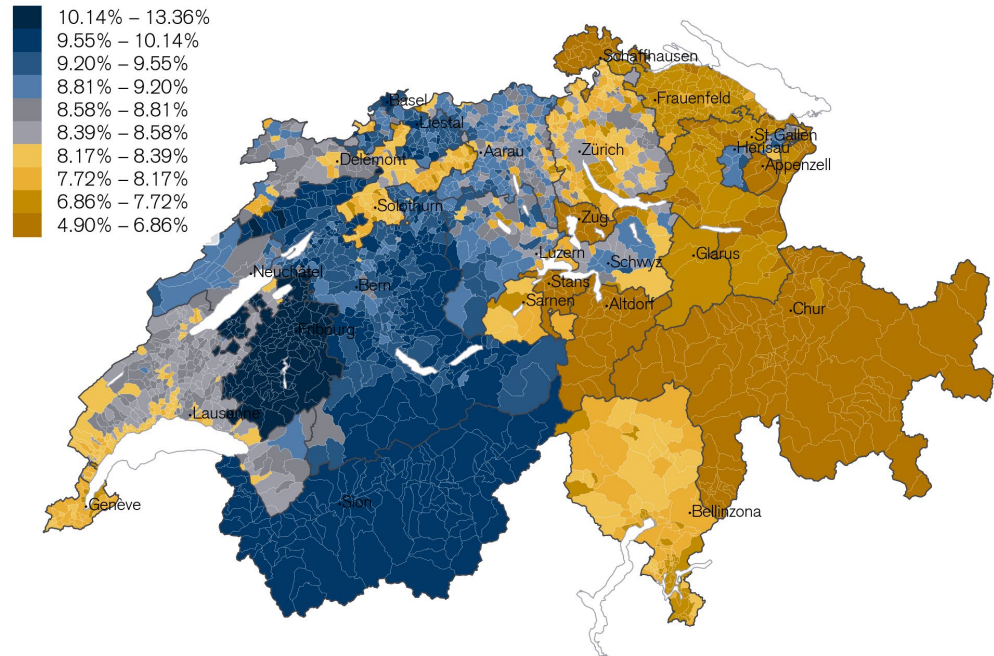 10.14% – 13.36%
9.55% – 10.14%
9.20% – 9.55%
8.81% – 9.20%
8.58% – 8.81%
8.39% – 8.58%
8.17% – 8.39%
7.72% – 8.17%
6.86% – 7.72%
4.90% – 6.86%
Schaffhausen
Basel
Frauenfeld
Liestal
St.Gallen
Herisau
Delémont
Aarau
Zürich
Appenzell
Solothurn
Zug
Luzern
Glarus
Schwyz
Neuchâtel
Bern
Stans
Sarnen
Altdorf
Chur
Fribourg
Lausanne
Sion
Genève
Bellinzona